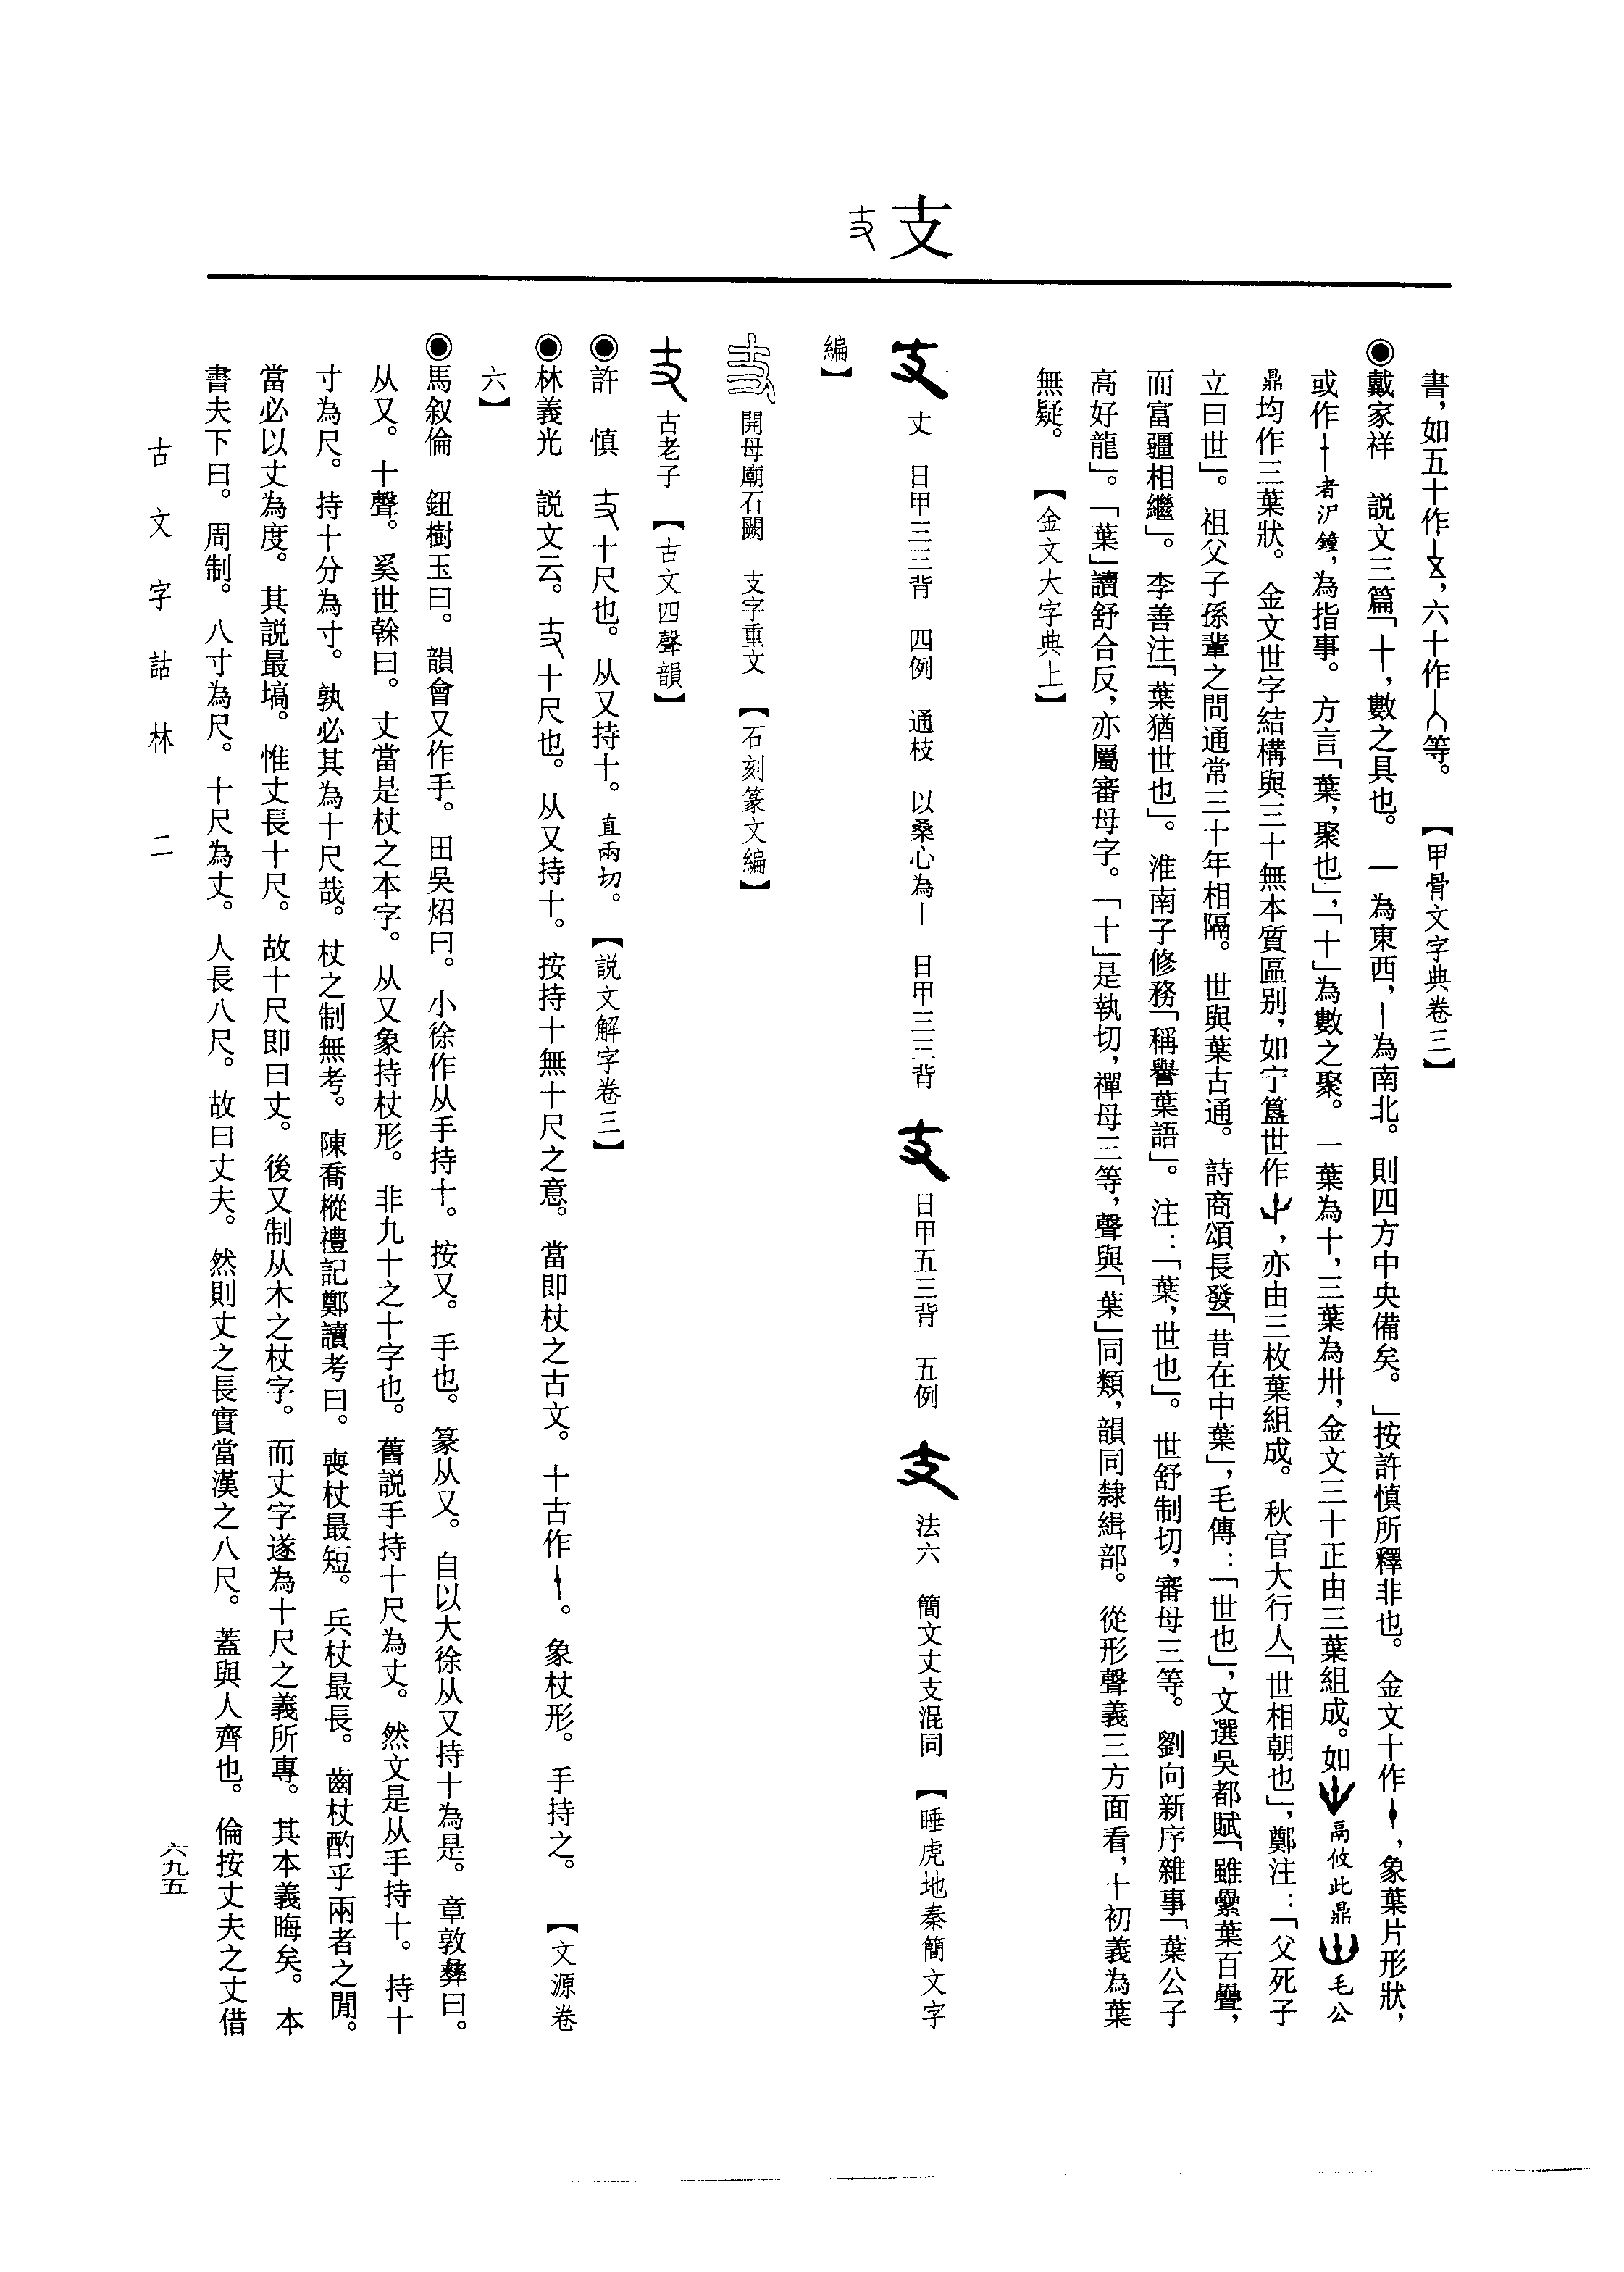 支
書，如五十作，六十作等。　【甲骨文字典卷三】
◉戴家祥　説文三篇「十，數之具也。一為東西，丨為南北。則四方中央備矣。」按許慎所釋非也。金文十作，象葉片形狀，
或作者沪鐘，為指事。方言「葉，聚也」，「十」為數之聚。一葉為十，三葉為卅，金文三十正由三葉組成。如鬲攸比鼎毛公
鼎均作三葉狀。金文世字結構與三十無本質區别，如宁簋世作，亦由三枚葉組成。秋官大行人「世相朝也」，鄭注：「父死子
立曰世」。祖父子孫輩之間通常三十年相隔。世與葉古通。詩商頌長發「昔在中葉」，毛傳：「世也」，文選吳都賦「雖纍葉百疊，
而富疆相繼」。李善注「葉猶世也」。淮南子修務「稱譽葉語」。注：「葉，世也」。世舒制切，審母三等。劉向新序雜事「葉公子
高好龍」。「葉」讀舒合反，亦屬審母字。「十」是執切，禪母三等，聲與「葉」同類，韻同隸緝部。從形聲義三方面看，十初義為葉
無疑。　【金文大字典上】
丈　日甲三三背　四例　通枝　以桑心為丨　日甲三三背　日甲五三背　五例　法六　簡文丈支混同　【睡虎地秦簡文字
編】
開母廟石闕　支字重文　【石刻篆文編】
古老子　【古文四聲韻】
◉許　慎　十尺也。从又持十。直兩切。　【説文解字卷三】
◉林義光　説文云。十尺也。从又持十。按持十無十尺之意。當即杖之古文。十古作。象杖形。手持之。　【文源卷
六】
◉馬叙倫　鈕樹玉曰。韻會又作手。田吳炤曰。小徐作从手持十。按又。手也。篆从又。自以大徐从又持十為是。章敦彝曰。
从又。十聲。奚世榦曰。丈當是杖之本字。从又象持杖形。非九十之十字也。舊説手持十尺為丈。然文是从手持十。持十
寸為尺。持十分為寸。孰必其為十尺哉。杖之制無考。陳喬樅禮記鄭讀考曰。喪杖最短。兵杖最長。齒杖酌乎兩者之閒。
當必以丈為度。其説最塙。惟丈長十尺。故十尺即曰丈。後又制从木之杖字。而丈字遂為十尺之義所專。其本義晦矣。本
書夫下曰。周制。八寸為尺。十尺為丈。人長八尺。故曰丈夫。然則丈之長實當漢之八尺。蓋與人齊也。倫按丈夫之丈借
古文字詁林　二
六九五